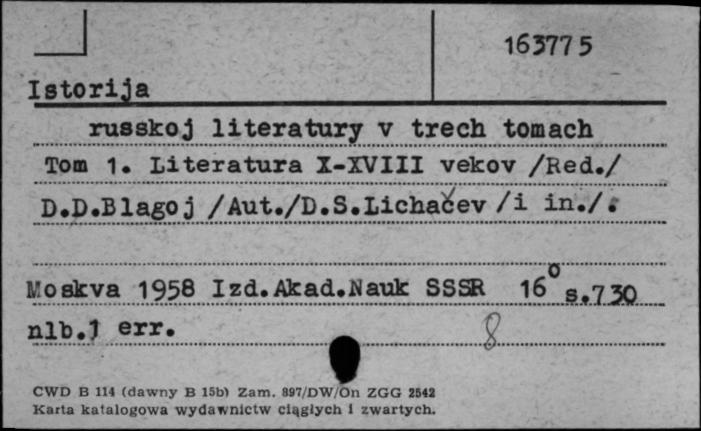 163775
Istorija
russkoj literatury v trech tomach
Tom 1. Literatura X-XVIII vekov /Red./
D.D.Blagoj /Aut./D.S.Lichačev /i in./.
Moskva 1958 Izd.Akad.Nauk SSSR 16° s.730
nlb.1 err.
8
CWD B 114 (dawny B 15b) Zam. 897/DW/On ZGG 2542
Karta katalogowa wydawnictw ciągłych i zwartych.